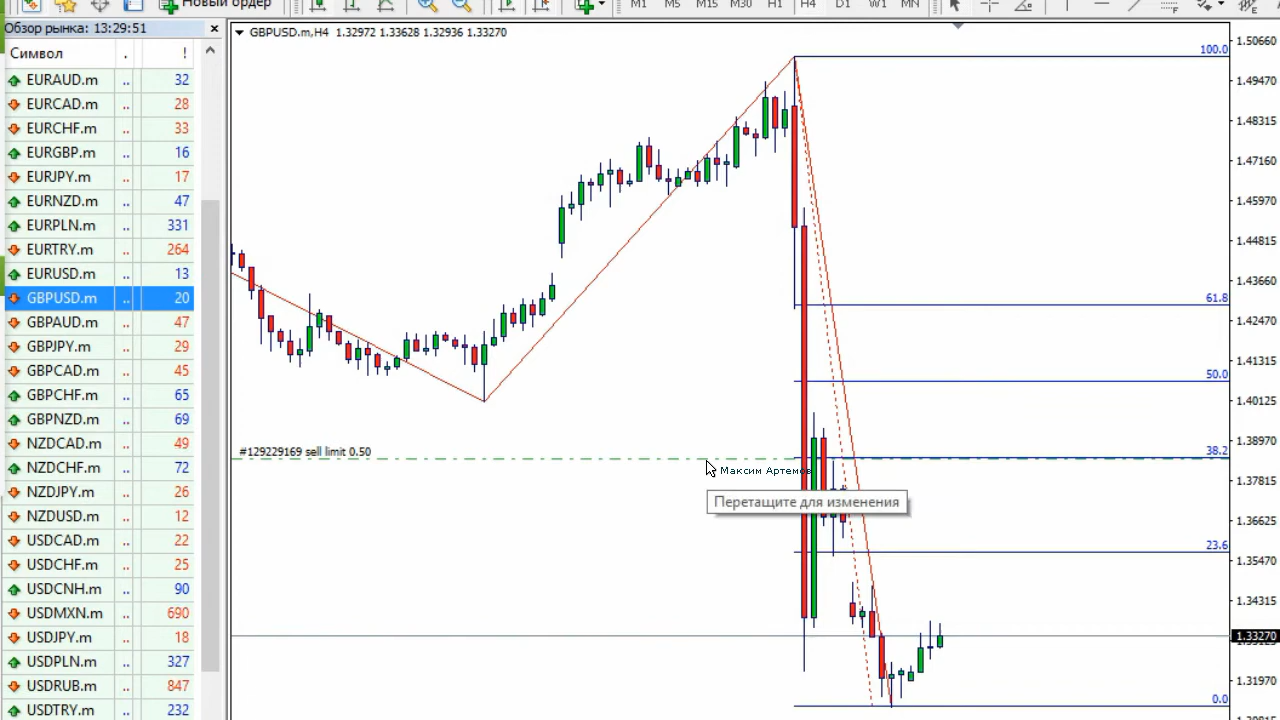 Новый ордер
M1 M5 M15 M30 H1 H4 D1 W1 MN
Обзор рынка: 13:29:51
Символ . !
EURAUD.m .. 32
EURCAD.m .. 28
EURCHF.m .. 33
EURGBP.m .. 16
EURJPY.m .. 17
EURNZD.m .. 47
EURPLN.m .. 331
EURTRY.m .. 264
EURUSD.m .. 13
GBPUSD.m .. 20
GBPAUD.m .. 47
GBPJPY.m .. 29
GBPCAD.m .. 45
GBPCHF.m .. 65
GBPNZD.m .. 69
NZDCAD.m .. 49
NZDCHF.m .. 72
NZDJPY.m .. 26
NZDUSD.m .. 12
USDCAD.m .. 22
USDCHF.m .. 25
USDCNH.m .. 90
USDMXN.m .. 690
USDJPY.m .. 18
USDPLN.m .. 327
USDRUB.m .. 847
USDTRY.m .. 232
GBPUSD.m,H4 1.32972 1.33628 1.32936 1.33270
100.0
61.8
50.0
38.2
23.6
0.0
#129229169 sell limit 0.50
Максим Артемов
Перетащите для изменения
1.50660
1.49470
1.48315
1.47160
1.45970
1.44815
1.43660
1.42470
1.41315
1.40125
1.38970
1.37815
1.36625
1.35470
1.34315
1.33270
1.31970